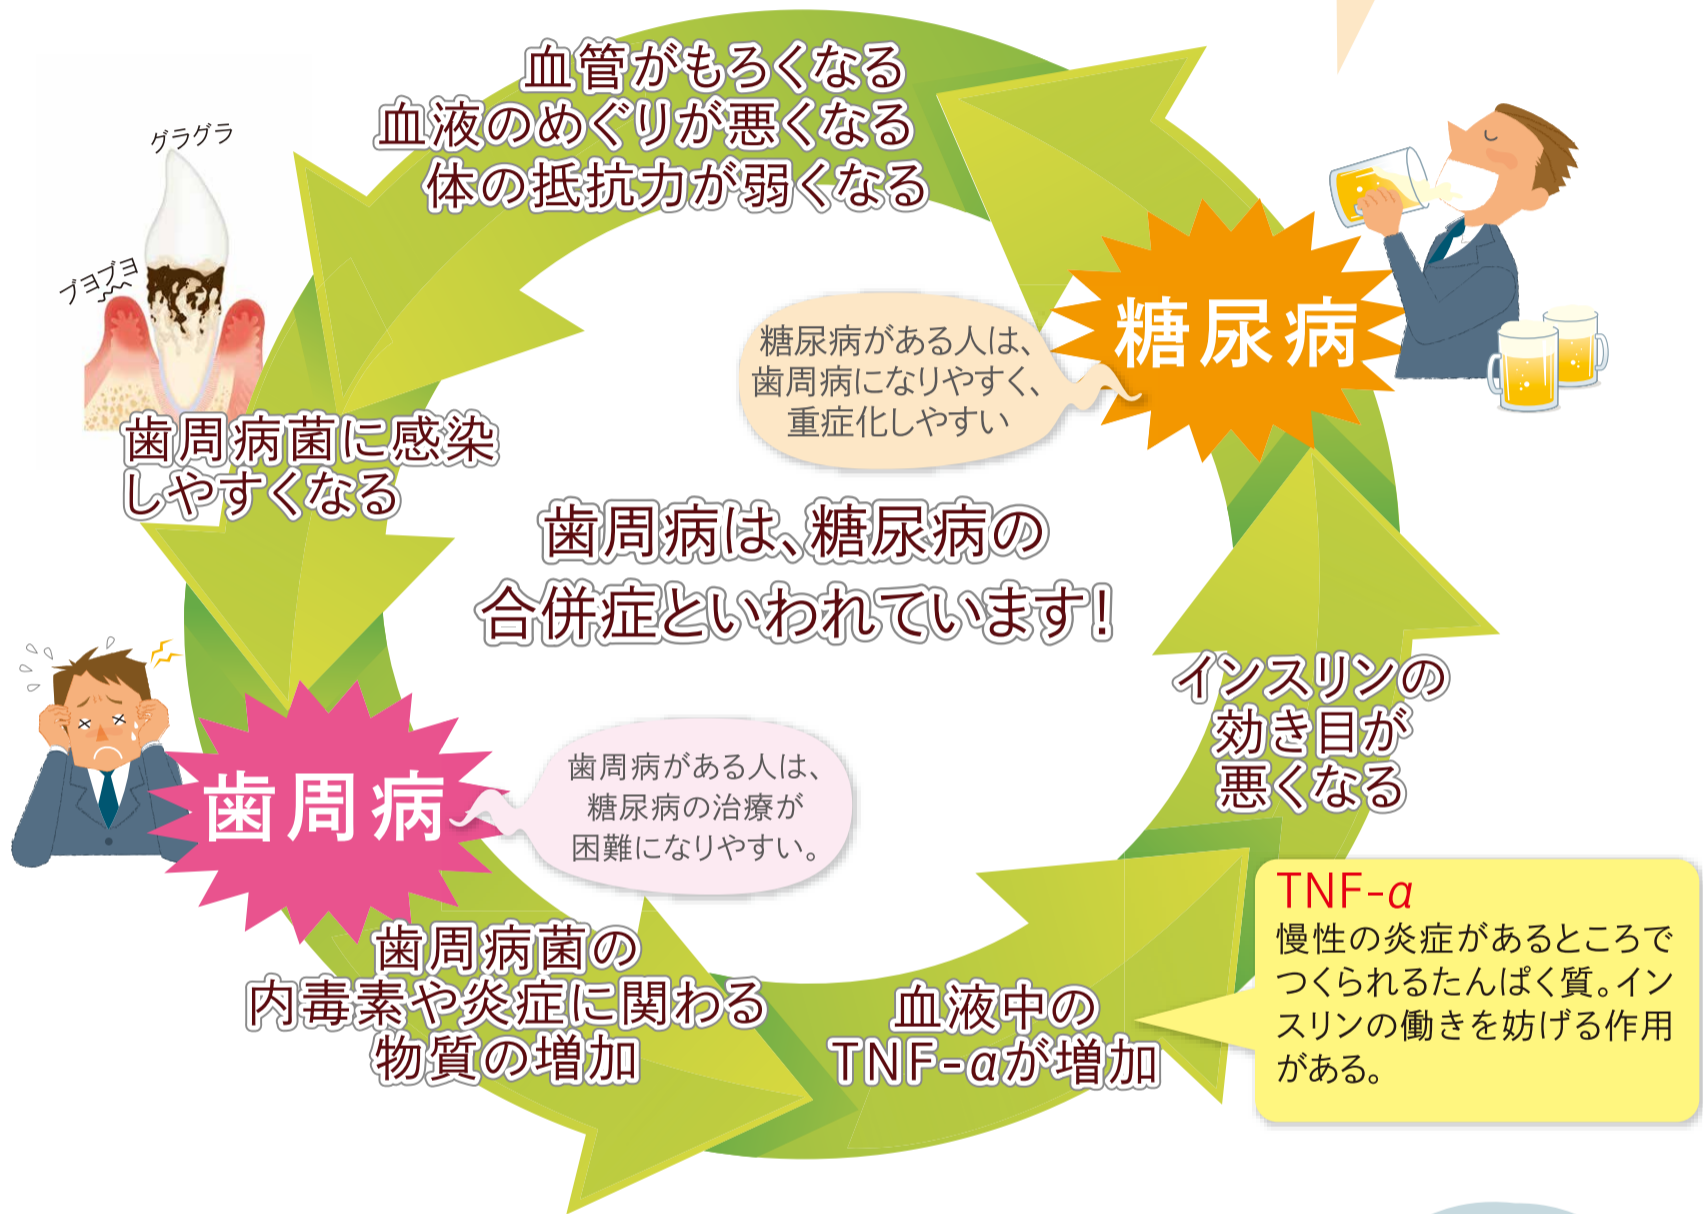 血管がもろくなる
血液のめぐりが悪くなる
体の抵抗力が弱くなる
グラグラ
ブヨブヨ
糖尿病
糖尿病がある人は、
歯周病になりやすく、
重症化しやすい
歯周病菌に感染
しやすくなる
歯周病は、糖尿病の
合併症といわれています!
インスリンの
効き目が
悪くなる
歯周病
歯周病がある人は、
糖尿病の治療が
困難になりやすい。
歯周病菌の
内毒素や炎症に関わる
物質の増加
血液中の
TNF-αが増加
TNF-α
慢性の炎症があるところで
つくられるたんぱく質。イン
スリンの働きを妨げる作用
がある。